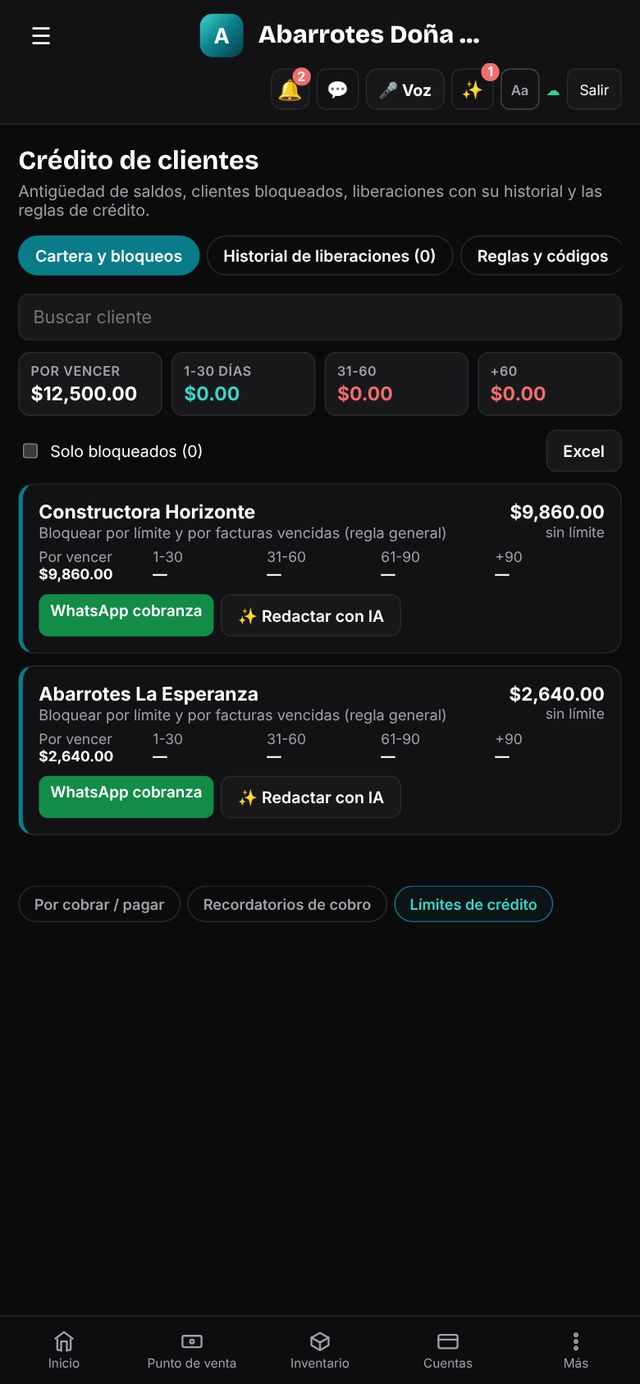 ☰ A Abarrotes Doña ...
🔔 2 💬 🎤 Voz ✨ 1 Aa ☁ Salir
Crédito de clientes
Antigüedad de saldos, clientes bloqueados, liberaciones con su historial y las
reglas de crédito.
Cartera y bloqueos Historial de liberaciones (0) Reglas y códigos
Buscar cliente
POR VENCER 1-30 DÍAS 31-60 +60
$12,500.00 $0.00 $0.00 $0.00
Solo bloqueados (0) Excel
Constructora Horizonte $9,860.00
Bloquear por límite y por facturas vencidas (regla general) sin límite
Por vencer 1-30 31-60 61-90 +90
$9,860.00 — — — —
WhatsApp cobranza ✨ Redactar con IA
Abarrotes La Esperanza $2,640.00
Bloquear por límite y por facturas vencidas (regla general) sin límite
Por vencer 1-30 31-60 61-90 +90
$2,640.00 — — — —
WhatsApp cobranza ✨ Redactar con IA
Por cobrar / pagar Recordatorios de cobro Límites de crédito
Inicio Punto de venta Inventario Cuentas Más